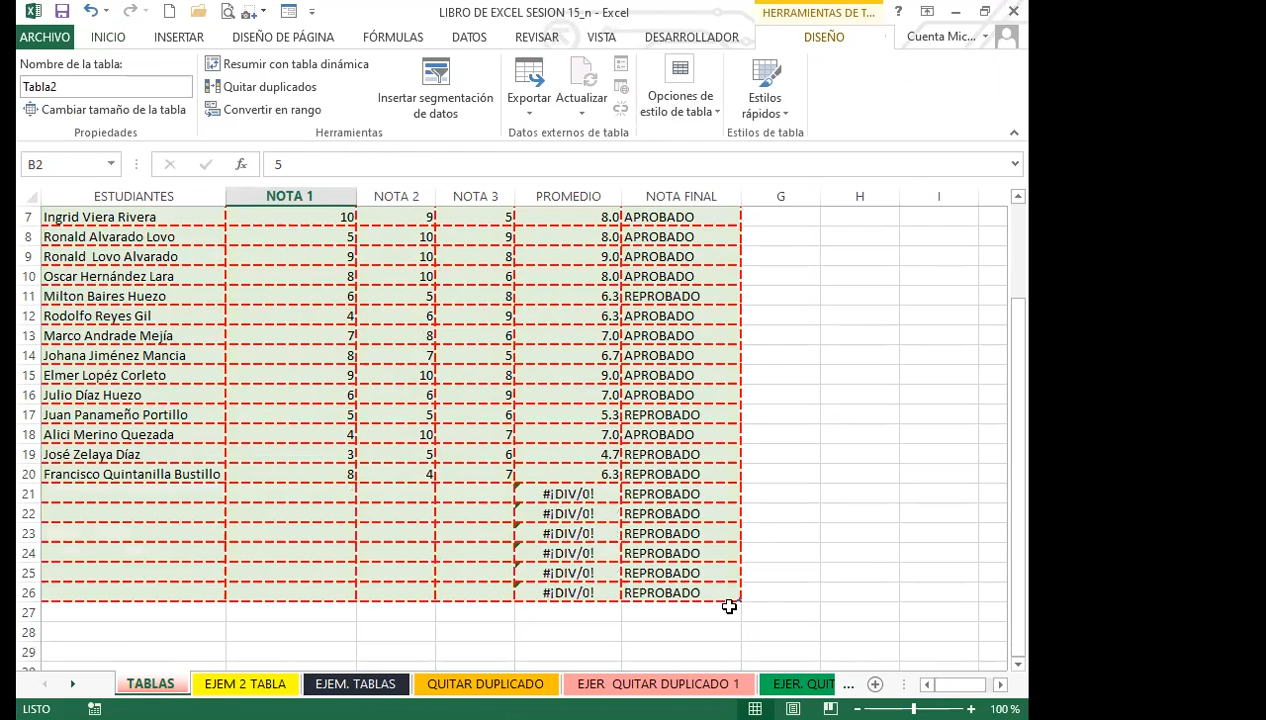 LIBRO DE EXCEL SESION 15_n - Excel
HERRAMIENTAS DE T...
?
ARCHIVO INICIO INSERTAR DISEÑO DE PÁGINA FÓRMULAS DATOS REVISAR VISTA DESARROLLADOR DISEÑO Cuenta Mic...
Nombre de la tabla:
Tabla2
Cambiar tamaño de la tabla
Propiedades
Resumir con tabla dinámica
Quitar duplicados
Convertir en rango
Insertar segmentación
de datos
Herramientas
Exportar Actualizar
Datos externos de tabla
Opciones de
estilo de tabla
Estilos
rápidos
Estilos de tabla
B2 fx 5
ESTUDIANTES NOTA 1 NOTA 2 NOTA 3 PROMEDIO NOTA FINAL G H I
7 Ingrid Viera Rivera 10 9 5 8.0 APROBADO
8 Ronald Alvarado Lovo 5 10 9 8.0 APROBADO
9 Ronald  Lovo Alvarado 9 10 8 9.0 APROBADO
10 Oscar Hernández Lara 8 10 6 8.0 APROBADO
11 Milton Baires Huezo 6 5 8 6.3 REPROBADO
12 Rodolfo Reyes Gil 4 6 9 6.3 APROBADO
13 Marco Andrade Mejía 7 8 6 7.0 APROBADO
14 Johana Jiménez Mancia 8 7 5 6.7 APROBADO
15 Elmer Lopéz Corleto 9 10 8 9.0 APROBADO
16 Julio Díaz Huezo 6 6 9 7.0 APROBADO
17 Juan Panameño Portillo 5 5 6 5.3 REPROBADO
18 Alici Merino Quezada 4 10 7 7.0 APROBADO
19 José Zelaya Díaz 3 5 6 4.7 REPROBADO
20 Francisco Quintanilla Bustillo 8 4 7 6.3 REPROBADO
21 #¡DIV/0! REPROBADO
22 #¡DIV/0! REPROBADO
23 #¡DIV/0! REPROBADO
24 #¡DIV/0! REPROBADO
25 #¡DIV/0! REPROBADO
26 #¡DIV/0! REPROBADO
27
28
29
TABLAS EJEM 2 TABLA EJEM. TABLAS QUITAR DUPLICADO EJER QUITAR DUPLICADO 1 EJER. QUIT ...
LISTO 100 %